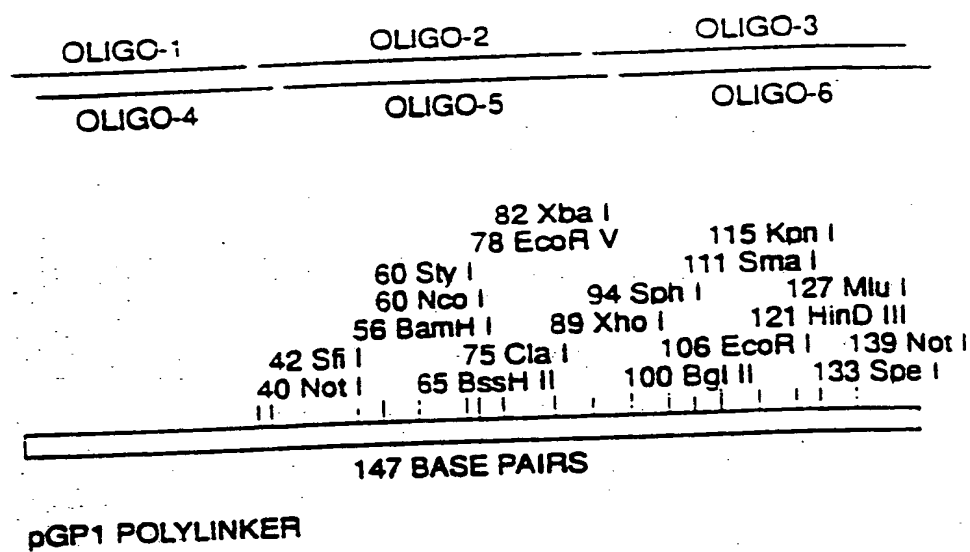 OLIGO-1 OLIGO-2 OLIGO-3
OLIGO-4 OLIGO-5 OLIGO-6
82 Xba I
78 EcoR V 115 Kpn I
60 Sty I 111 Sma I
60 Nco I 94 Sph I 127 Mlu I
56 BamH I 89 Xho I 121 HinD III
42 Sfi I 75 Cla I 106 EcoR I 139 Not I
40 Not I 65 BssH II 100 Bgl II 133 Spe I
147 BASE PAIRS
pGP1 POLYLINKER